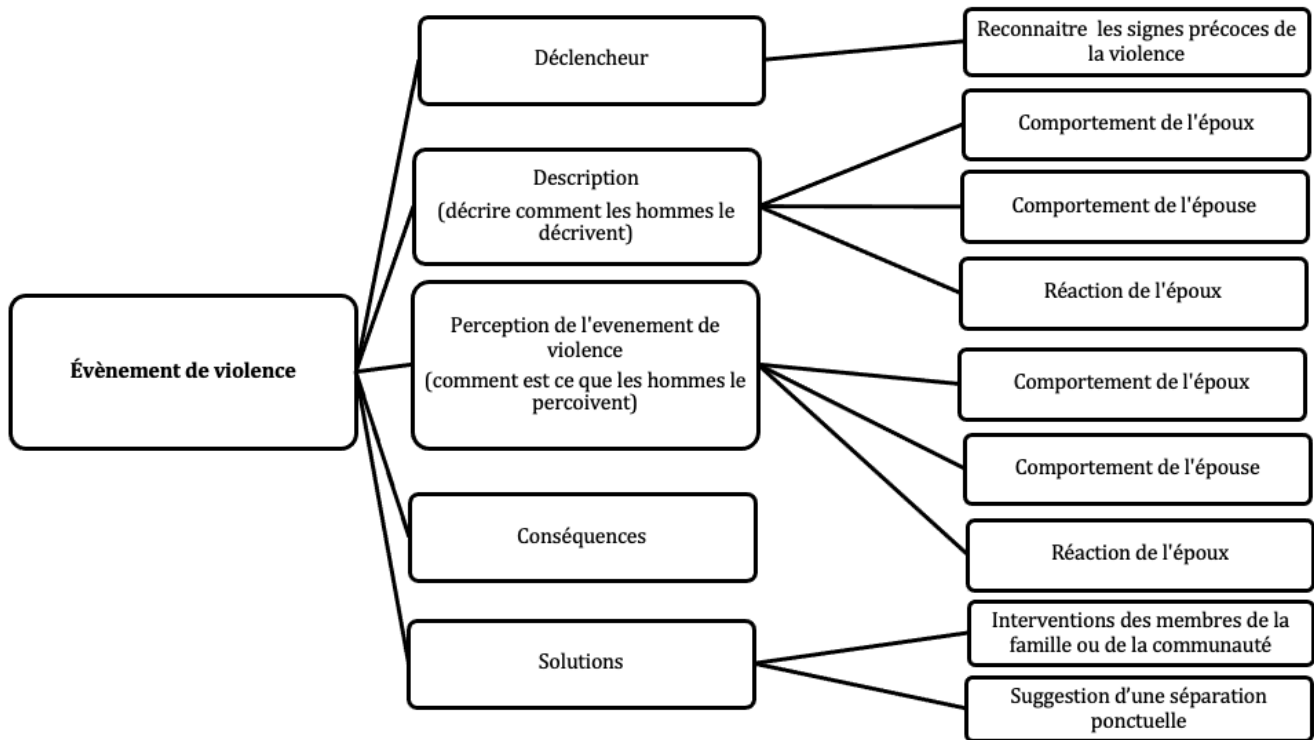 Évènement de violence
Déclencheur
Description
(décrire comment les hommes le
décrivent)
Perception de l'evenement de
violence
(comment est ce que les hommes le
percoivent)
Conséquences
Solutions
Reconnaitre les signes précoces de
la violence
Comportement de l'époux
Comportement de l'épouse
Réaction de l'époux
Comportement de l'époux
Comportement de l'épouse
Réaction de l'époux
Interventions des membres de la
famille ou de la communauté
Suggestion d’une séparation
ponctuelle